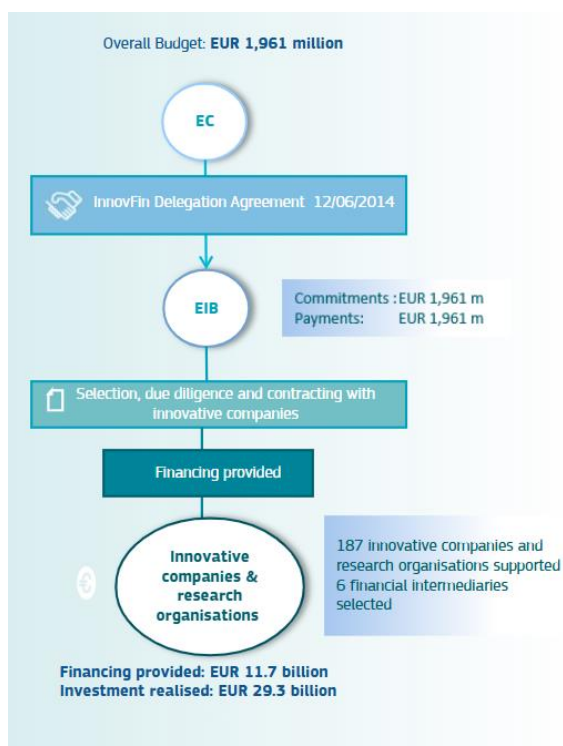 Overall Budget: EUR 1,961 million
EC
InnovFin Delegation Agreement 12/06/2014
EIB
Commitments : EUR 1,961 m
Payments: EUR 1,961 m
Selection, due diligence and contracting with
innovative companies
Financing provided
Innovative
companies &
research
organisations
€
187 innovative companies and
research organisations supported
6 financial intermediaries
selected
Financing provided: EUR 11.7 billion
Investment realised: EUR 29.3 billion